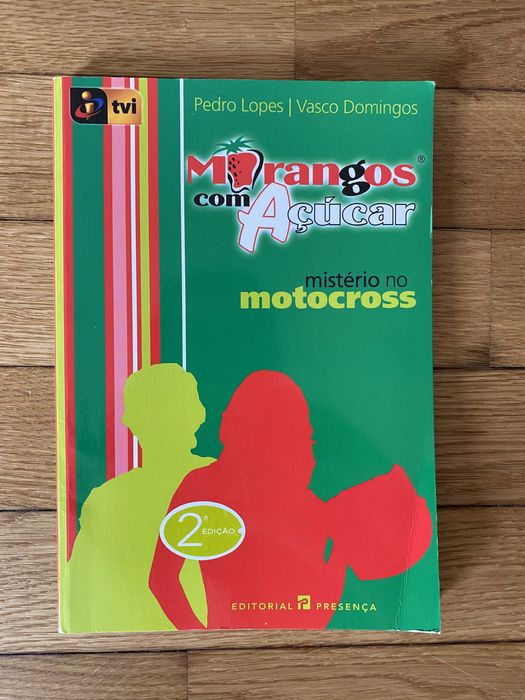 tvi
Pedro Lopes | Vasco Domingos
Morangos®
com Açúcar
mistério no
motocross
2ª EDIÇÃO
EDITORIAL PRESENÇA